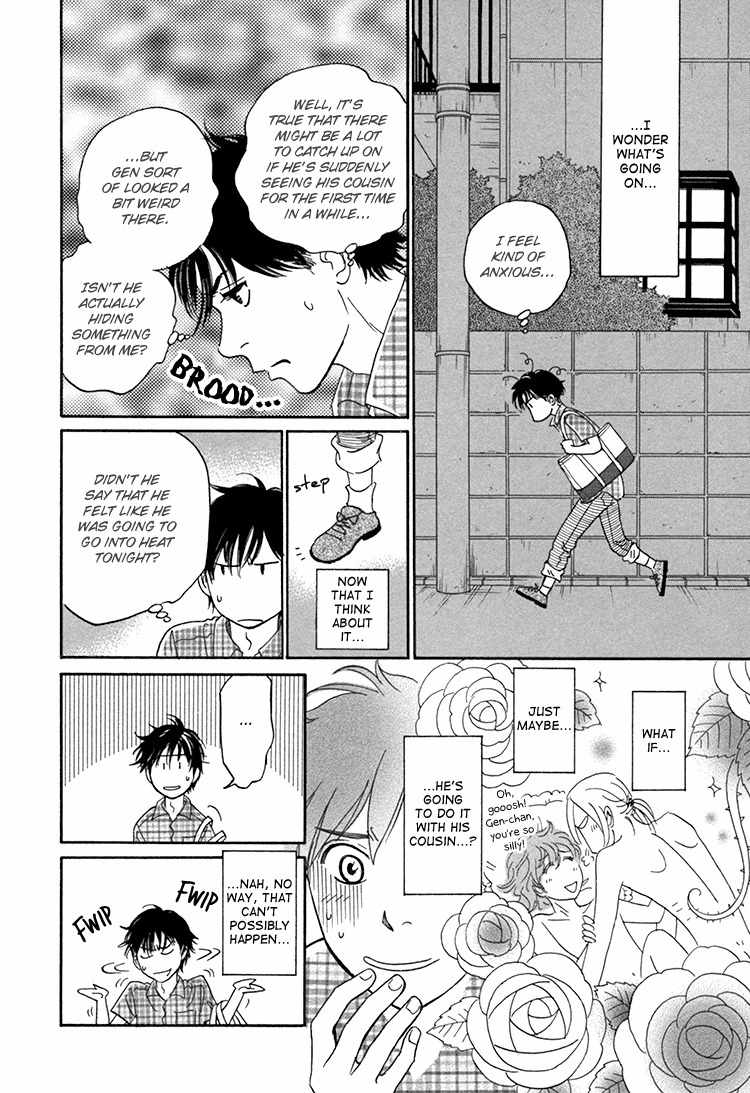 ...I
WONDER
WHAT'S
GOING
ON...
I FEEL
KIND OF
ANXIOUS...
WELL, IT'S
TRUE THAT THERE
MIGHT BE A LOT
TO CATCH UP ON
IF HE'S SUDDENLY
SEEING HIS COUSIN
FOR THE FIRST TIME
IN A WHILE...
...BUT
GEN SORT
OF LOOKED A
BIT WEIRD
THERE.
ISN'T HE
ACTUALLY
HIDING
SOMETHING
FROM ME?
BROOD...
step
NOW
THAT I
THINK
ABOUT
IT...
DIDN'T HE
SAY THAT HE
FELT LIKE HE
WAS GOING TO
GO INTO HEAT
TONIGHT?
WHAT
IF...
JUST
MAYBE...
Oh,
gooosh!
Gen-chan,
you're so
silly!
...HE'S
GOING
TO DO IT
WITH HIS
COUSIN...?
...
...NAH, NO
WAY, THAT
CAN'T
POSSIBLY
HAPPEN...
FWIP
FWIP